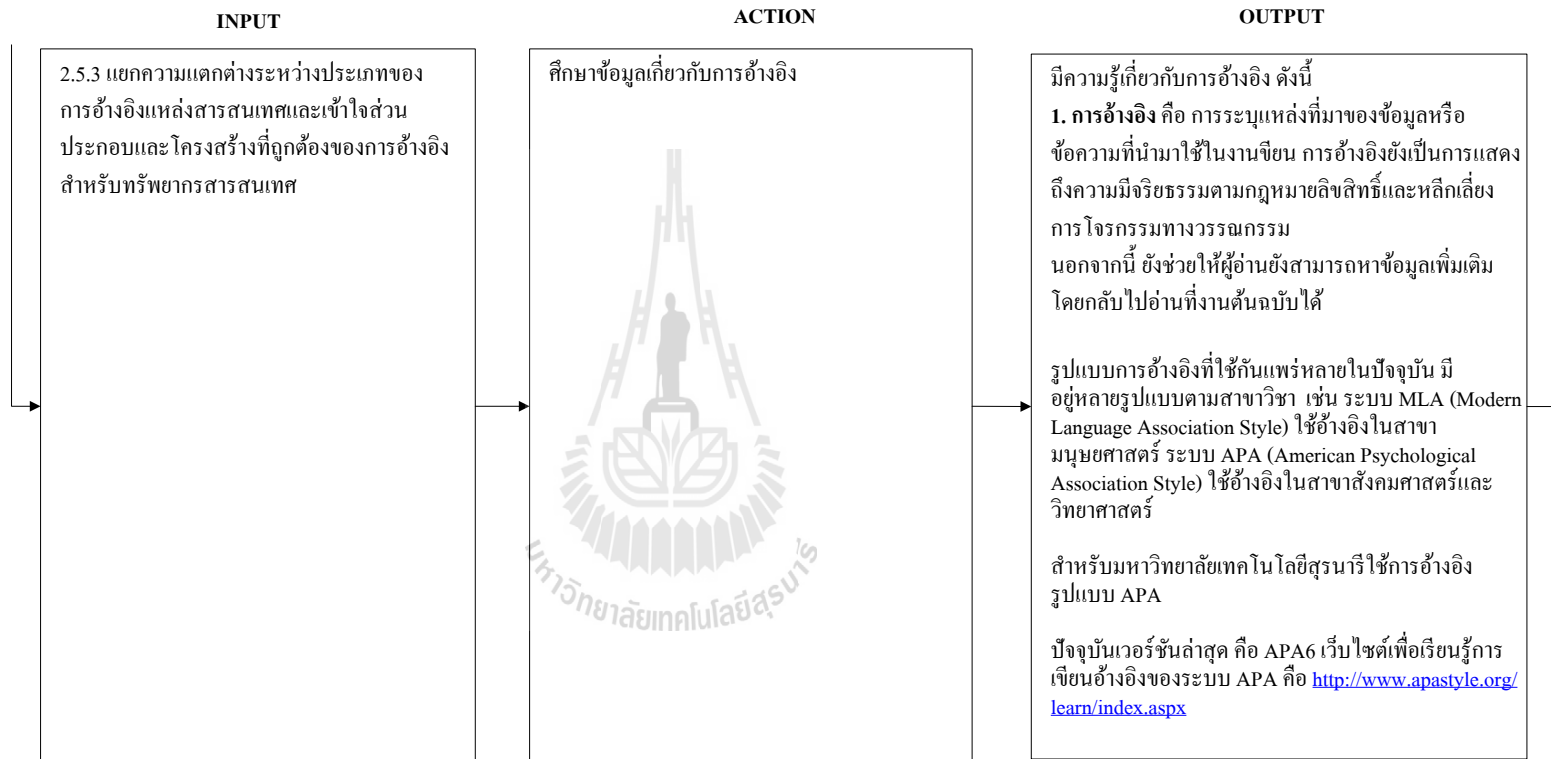 INPUT
ACTION
OUTPUT
2.5.3 แยกความแตกต่างระหว่างประเภทของ
การอ้างอิงแหล่งสารสนเทศและเข้าใจส่วน
ประกอบและโครงสร้างที่ถูกต้องของการอ้างอิง
สำหรับทรัพยากรสารสนเทศ
ศึกษาข้อมูลเกี่ยวกับการอ้างอิง
มีความรู้เกี่ยวกับการอ้างอิง ดังนี้
1. การอ้างอิง คือ การระบุแหล่งที่มาของข้อมูลหรือ
ข้อความที่นำมาใช้ในงานขียน การอ้างอิงยังเป็นการแสดง
ถึงความมีจริยธรรมตามกฎหมายลิขสิทธิ์และหลีกเลี่ยง
การโจรกรรมทางวรรณกรรม
นอกจากนี้ ยังช่วยให้ผู้อ่านยังสามารถหาข้อมูลเพิ่มเติม
โดยกลับไปอ่านที่งานต้นฉบับได้
รูปแบบการอ้างอิงที่ใช้กันแพร่หลายในปัจจุบัน มี
อยู่หลายรูปแบบตามสาขาวิชา เช่น ระบบ MLA (Modern
Language Association Style) ใช้อ้างอิงในสาขา
มนุษยศาสตร์ ระบบ APA (American Psychological
Association Style) ใช้อ้างอิงในสาขาสังคมศาสตร์และ
วิทยาศาสตร์
สำหรับมหาวิทยาลัยเทคโนโลยีสุรนารีใช้การอ้างอิง
รูปแบบ APA
ปัจจุบันเวอร์ชันล่าสุด คือ APA6 เว็บไซต์เพื่อเรียนรู้การ
เขียนอ้างอิงของระบบ APA คือ http://www.apastyle.org/
learn/index.aspx
มหาวิทยาลัยเทคโนโลยีสุรนารี